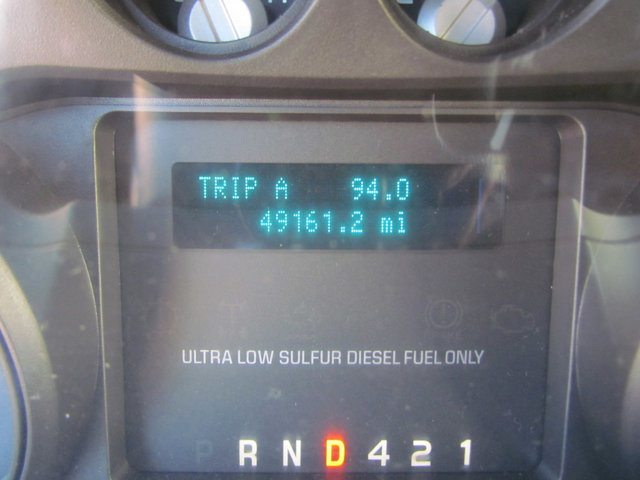 TRIP A 94.0
49161.2 mi
ULTRA LOW SULFUR DIESEL FUEL ONLY
P R N D 4 2 1